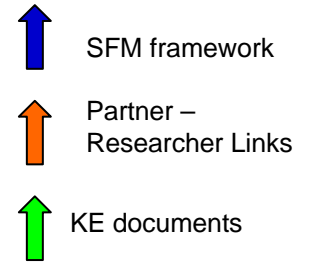 SFM framework
Partner –
Researcher Links
KE documents